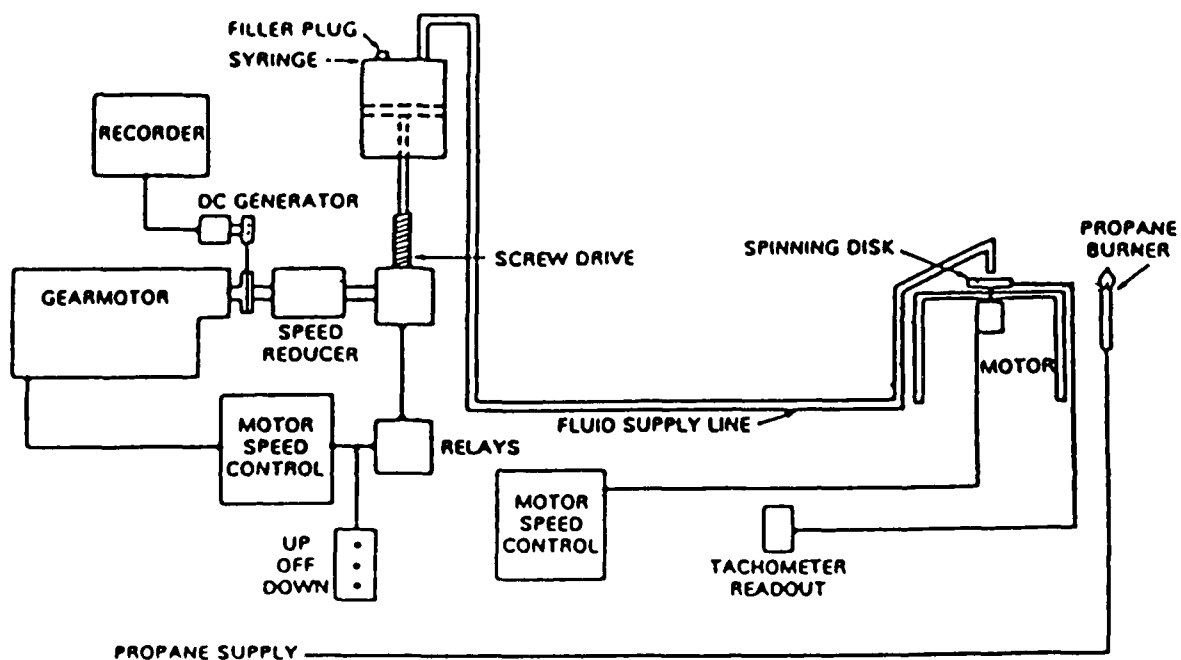 FILLER PLUG
SYRINGE
RECORDER
DC GENERATOR
SCREW DRIVE
SPINNING DISK
PROPANE
BURNER
GEARMOTOR
SPEED
REDUCER
MOTOR
FLUID SUPPLY LINE
MOTOR
SPEED
CONTROL
RELAYS
MOTOR
SPEED
CONTROL
UP
OFF
DOWN
TACHOMETER
READOUT
PROPANE SUPPLY